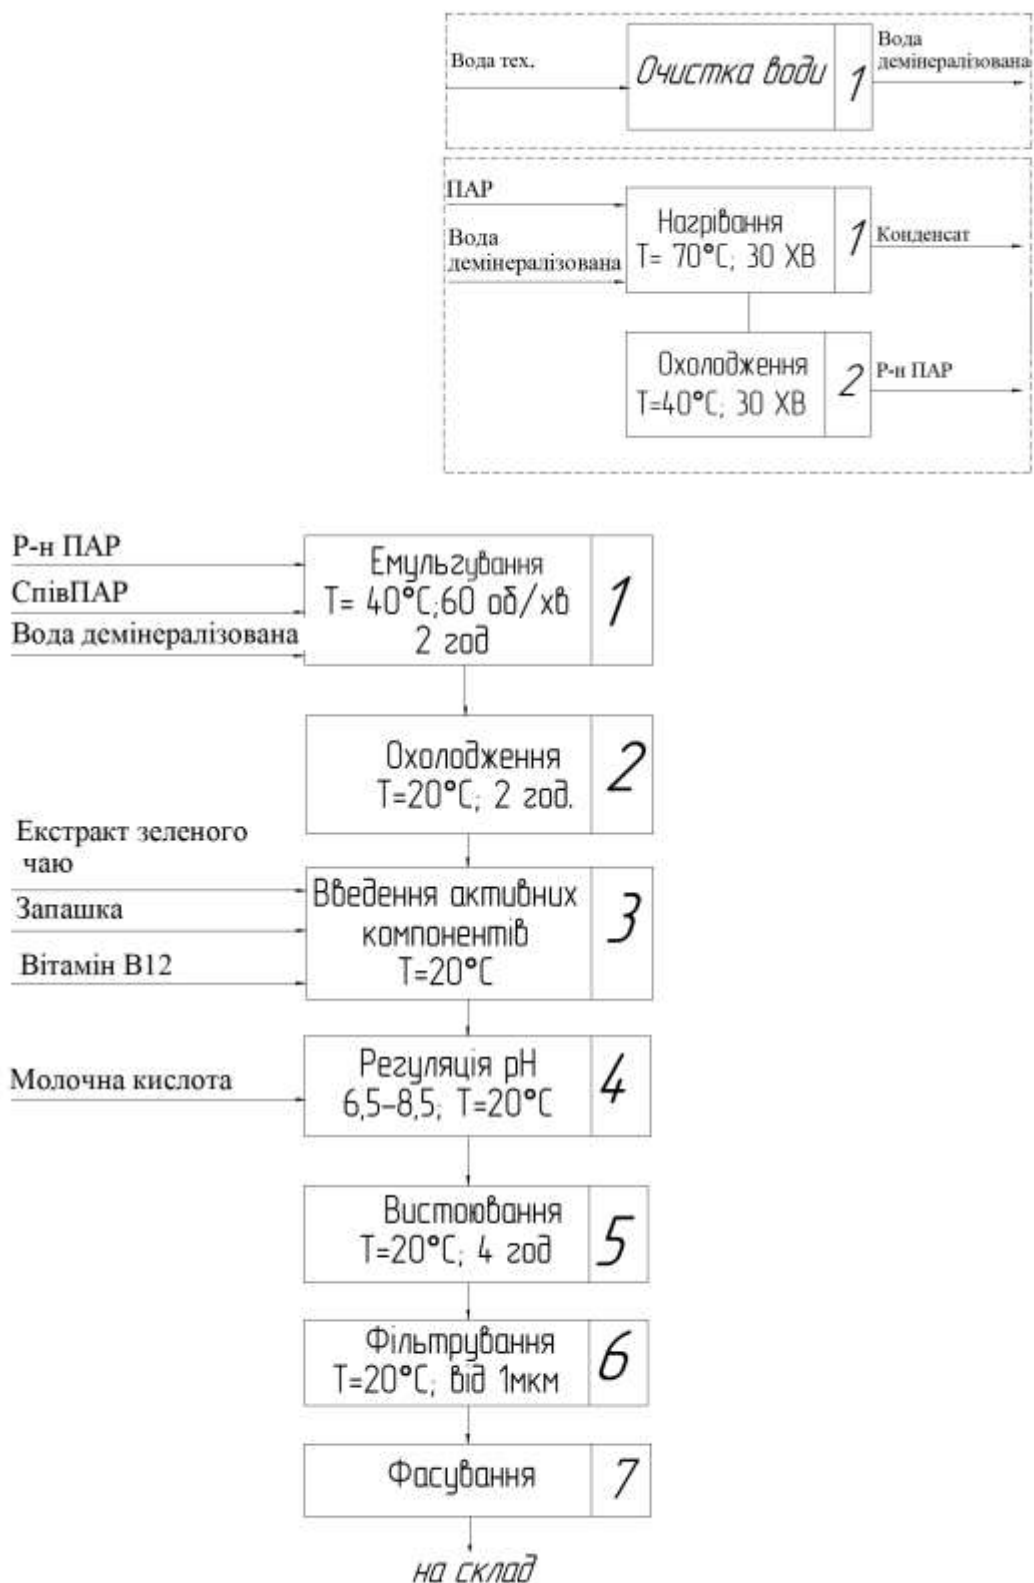 Вода тех.
Очистка води
1
Вода
демінералізована
ПАР
Вода
демінералізована
Нагрівання
T= 70°C; 30 ХВ
1
Конденсат
Охолодження
T=40°C; 30 ХВ
2
Р-н ПАР
Р-н ПАР
СпівПАР
Вода демінералізована
Емульгування
T= 40°C;60 об/хв
2 год
1
Охолодження
T=20°C; 2 год.
2
Екстракт зеленого
чаю
Запашка
Вітамін В12
Введення активних
компонентів
T=20°C
3
Молочна кислота
Регуляція pH
6,5–8,5; T=20°C
4
Вистоювання
T=20°C; 4 год
5
Фільтрування
T=20°C; від 1мкм
6
Фасування
7
на склад